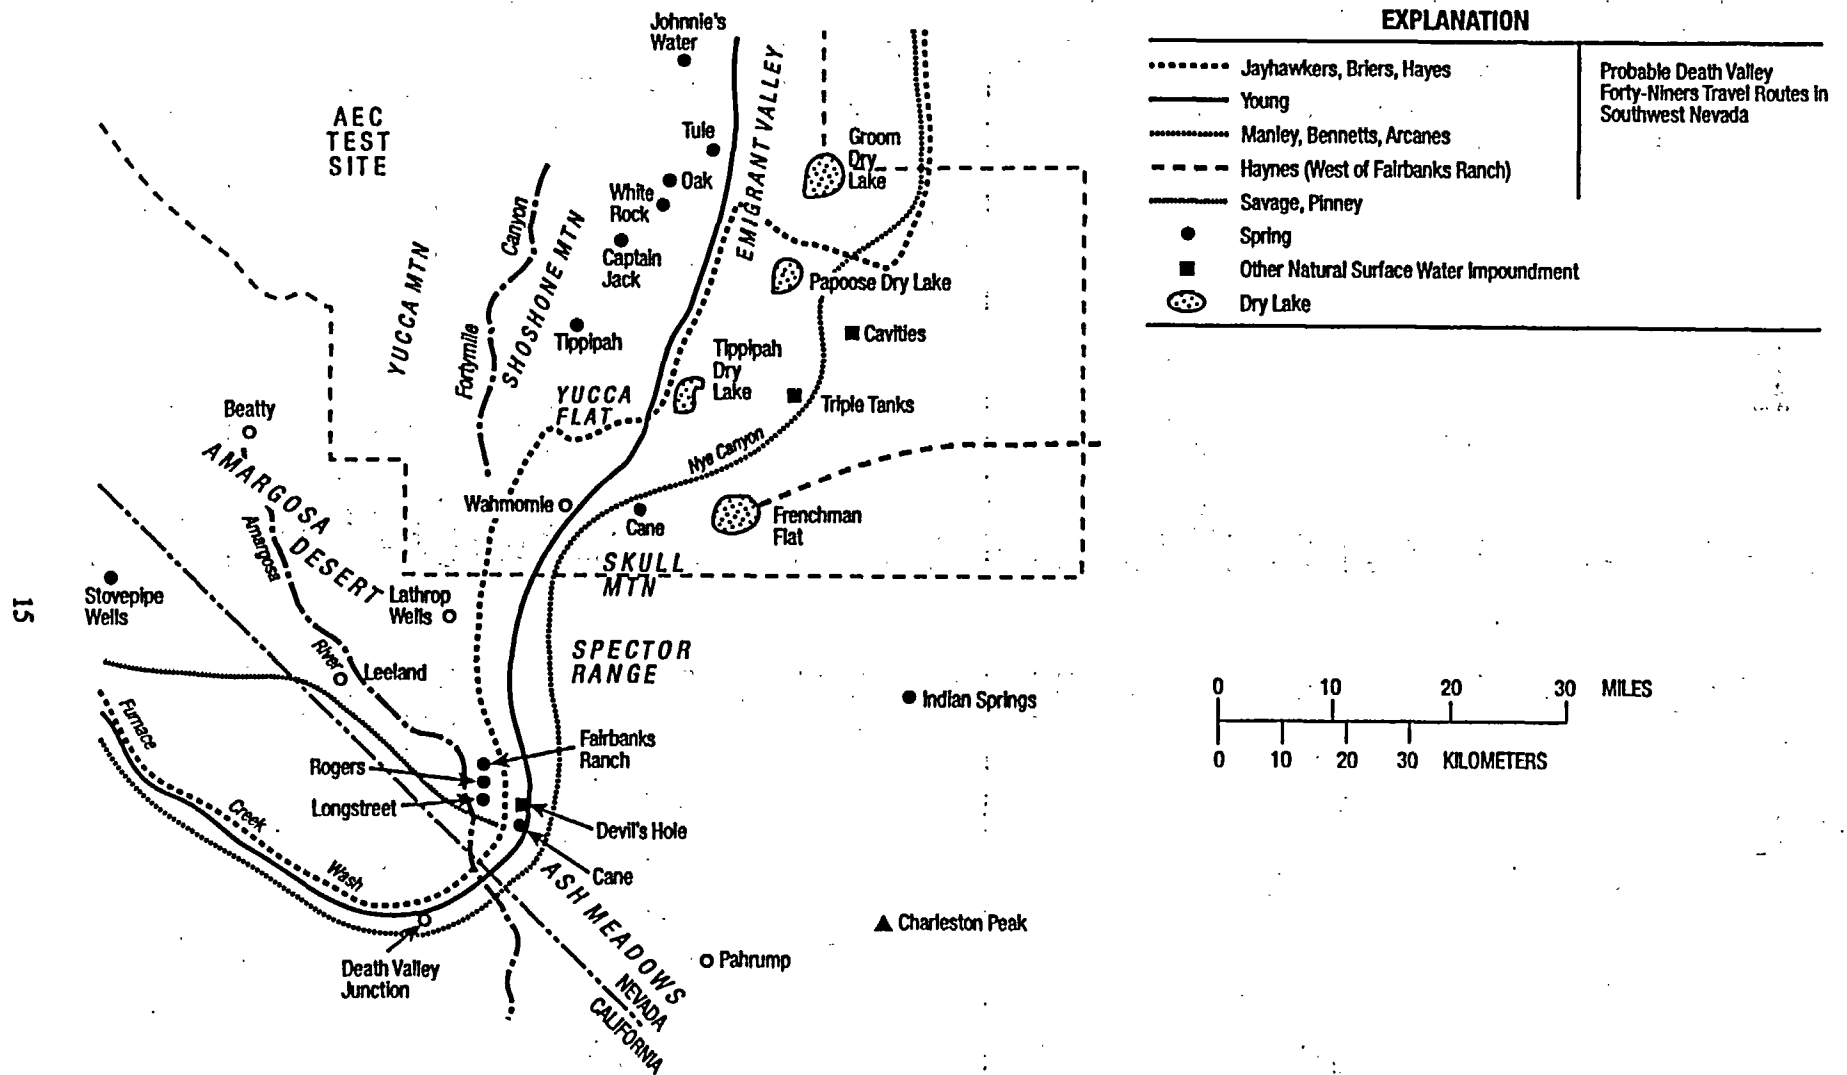 EXPLANATION
Jayhawkers, Briers, Hayes
Young
Manley, Bennetts, Arcanes
Haynes (West of Fairbanks Ranch)
Savage, Pinney
Spring
Other Natural Surface Water Impoundment
Dry Lake
Probable Death Valley
Forty-Niners Travel Routes in
Southwest Nevada
Johnnie's
Water
AEC
TEST
SITE
Tule
Oak
White
Rock
Captain
Jack
EMIGRANT VALLEY
Groom
Dry
Lake
Canyon
Fortymile
SHOSHONE MTN
YUCCA MTN
Papoose Dry Lake
Tippipah
Cavities
Tippipah
Dry
Lake
YUCCA
FLAT
Triple Tanks
Beatty
Nye Canyon
AMARGOSA
DESERT
Amargosa
River
Wahmomie
Cane
Frenchman
Flat
SKULL
MTN
Stovepipe
Wells
Lathrop
Wells
15
SPECTOR
RANGE
Leeland
Indian Springs
0 10 20 30 MILES
0 10 20 30 KILOMETERS
Furnace
Creek
Wash
Fairbanks
Ranch
Rogers
Longstreet
Devil's Hole
Cane
ASH MEADOWS
Charleston Peak
Pahrump
Death Valley
Junction
NEVADA
CALIFORNIA